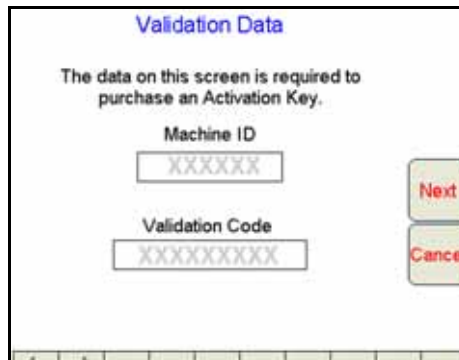 Validation Data
The data on this screen is required to
purchase an Activation Key.
Machine ID
XXXXXX
Next
Validation Code
XXXXXXXXX
Cance